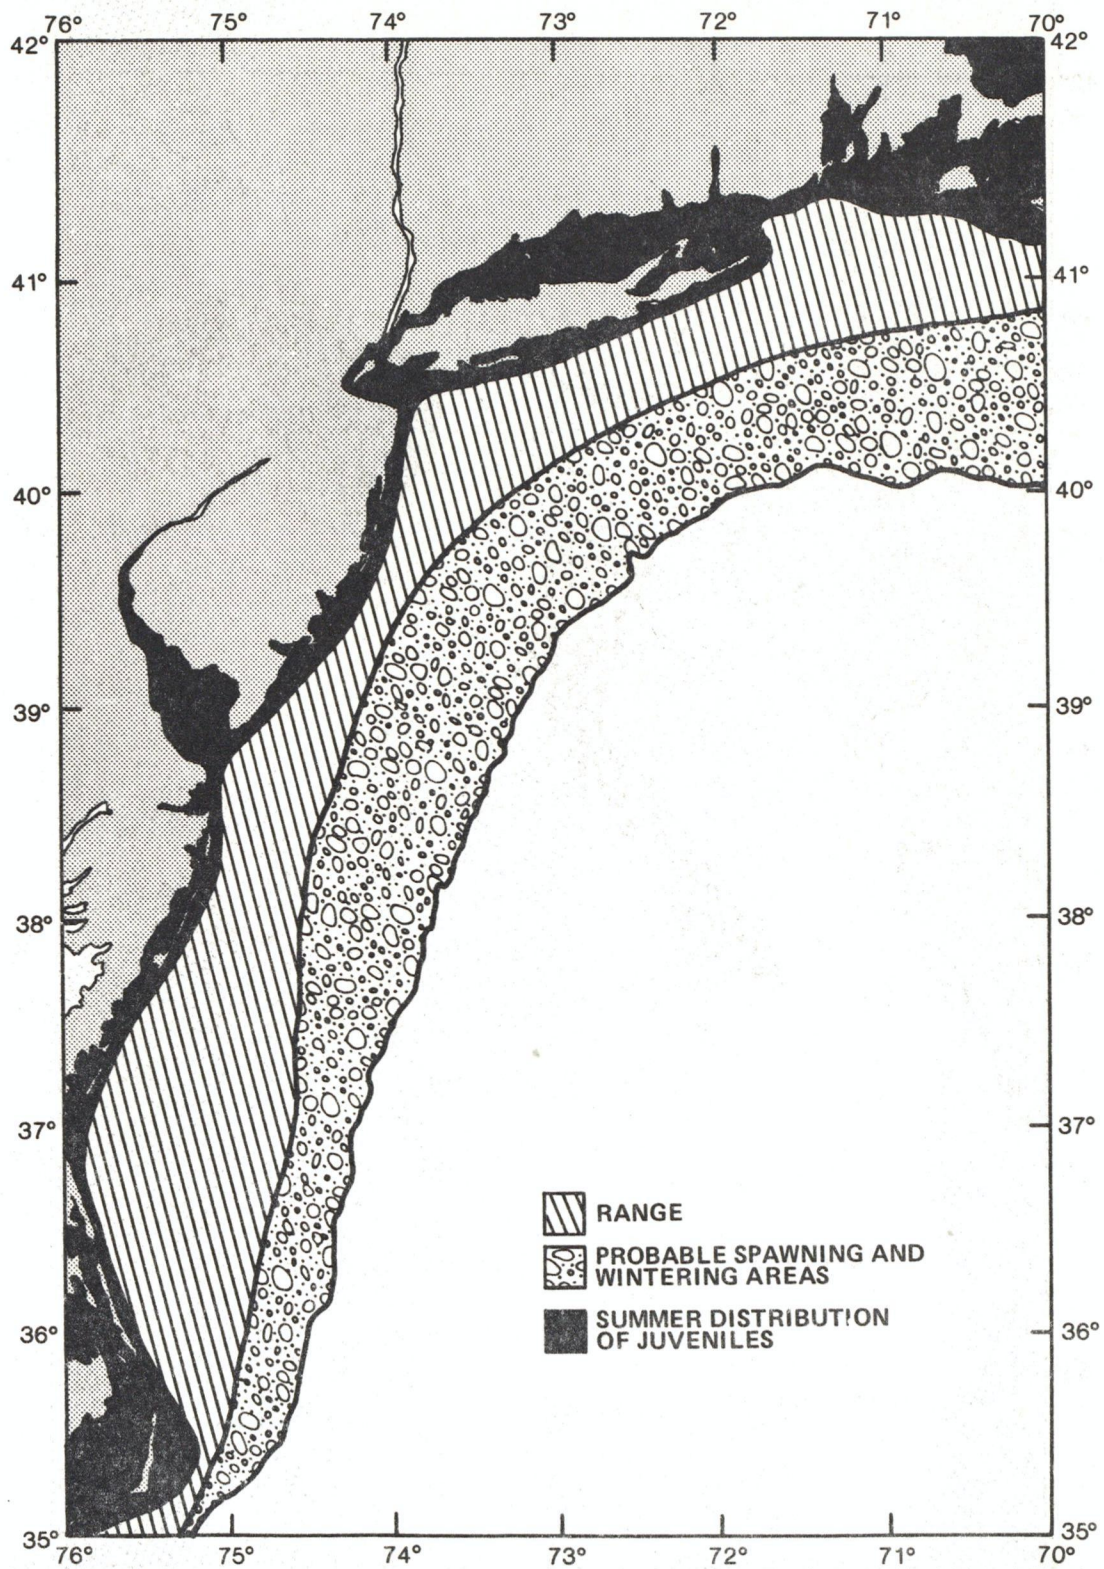 76° 75° 74° 73° 72° 71° 70°
42° 42°
41° 41°
40° 40°
39° 39°
38° 38°
37° 37°
RANGE
PROBABLE SPAWNING AND
WINTERING AREAS
SUMMER DISTRIBUTION
OF JUVENILES
36° 36°
35° 35°
76° 75° 74° 73° 72° 71° 70°